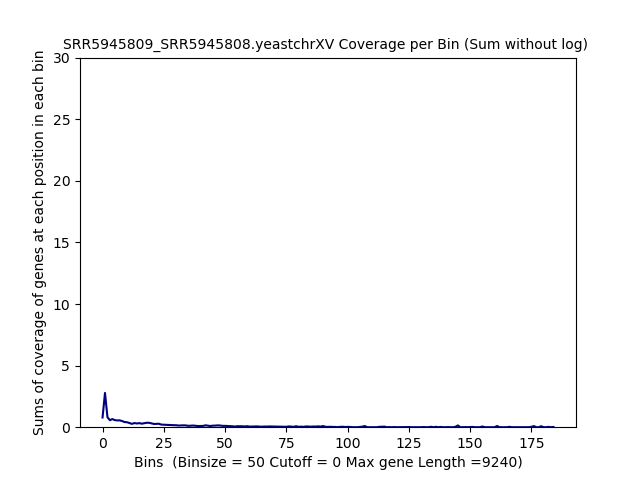 SRR5945809_SRR5945808.yeastchrXV Coverage per Bin (Sum without log)
Sums of coverage of genes at each position in each bin
30
25
20
15
10
5
0
0 25 50 75 100 125 150 175
Bins  (Binsize = 50 Cutoff = 0 Max gene Length =9240)